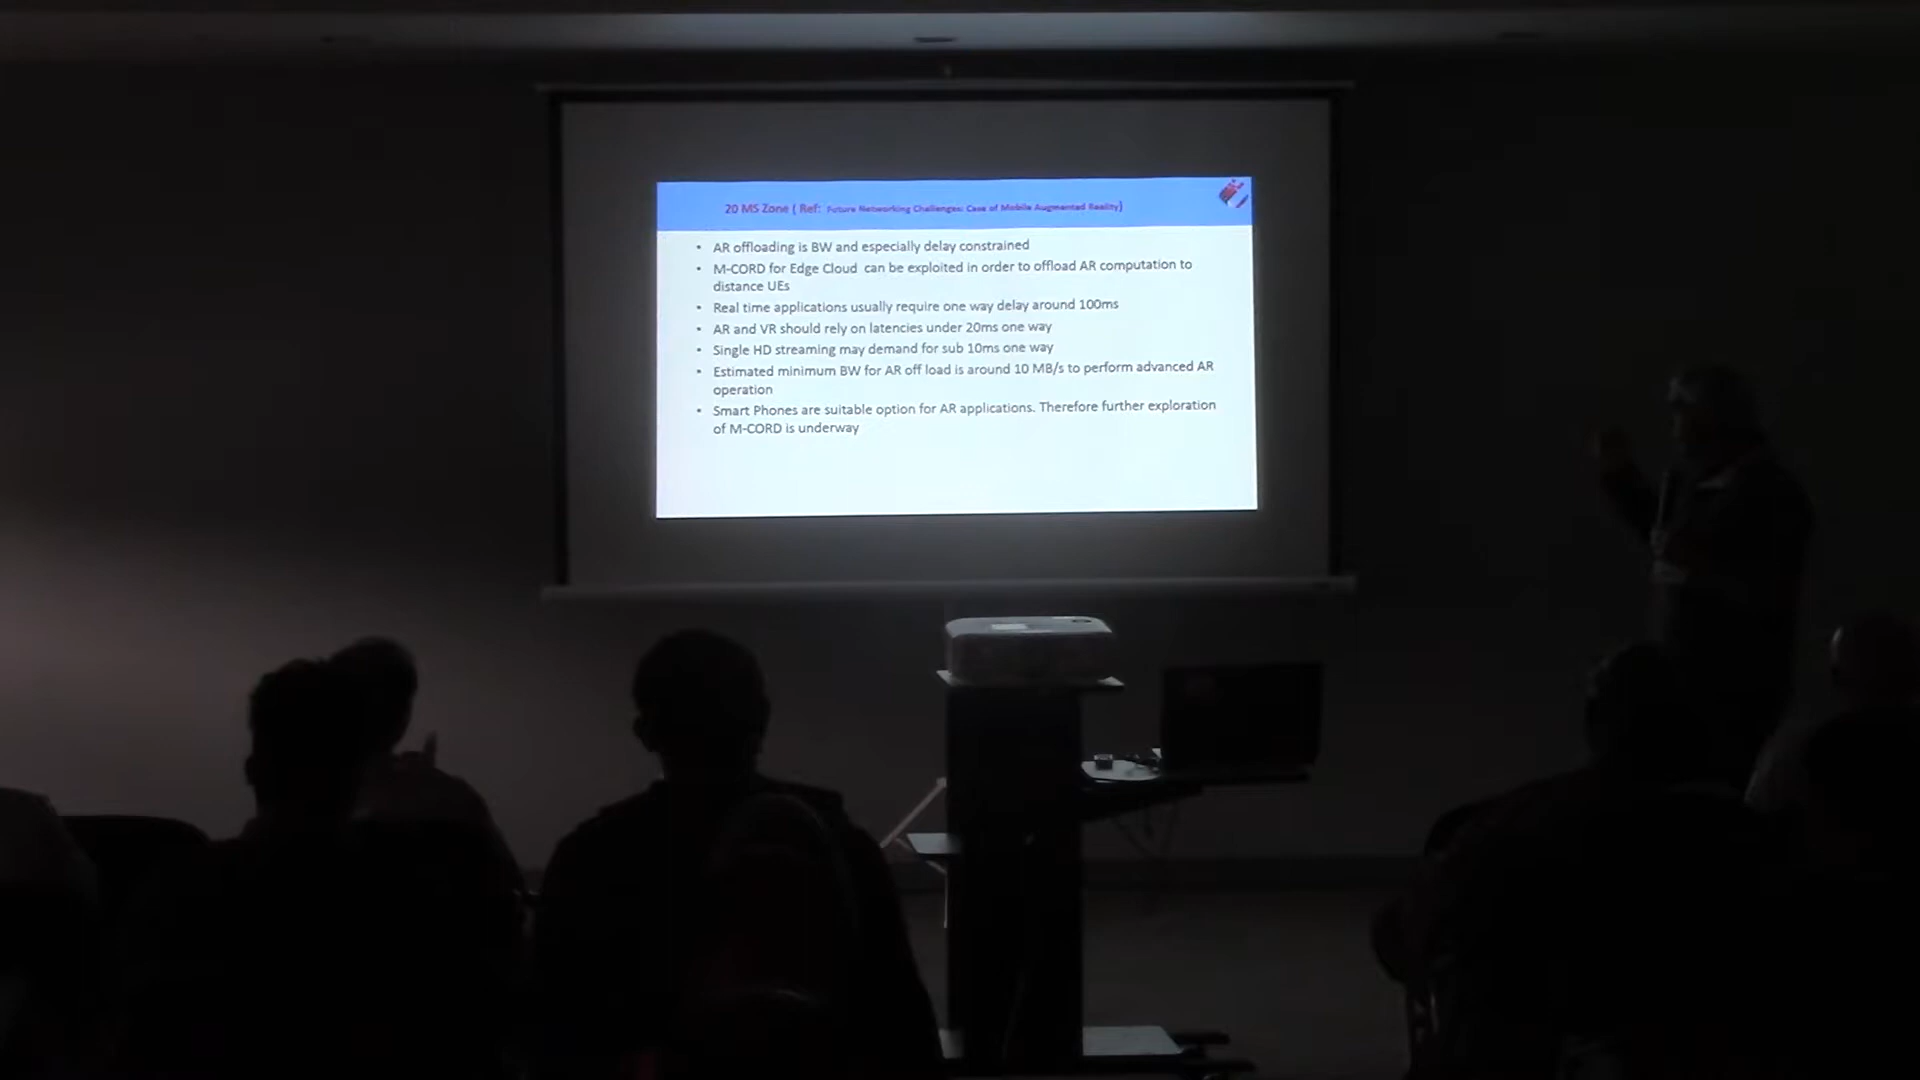 20 MS Zone ( Ref: Future Networking Challenges: Case of Mobile Augmented Reality)
• AR offloading is BW and especially delay constrained
• M-CORD for Edge Cloud can be exploited in order to offload AR computation to
distance UEs
• Real time applications usually require one way delay around 100ms
• AR and VR should rely on latencies under 20ms one way
• Single HD streaming may demand for sub 10ms one way
• Estimated minimum BW for AR off load is around 10 MB/s to perform advanced AR
operation
• Smart Phones are suitable option for AR applications. Therefore further exploration
of M-CORD is underway